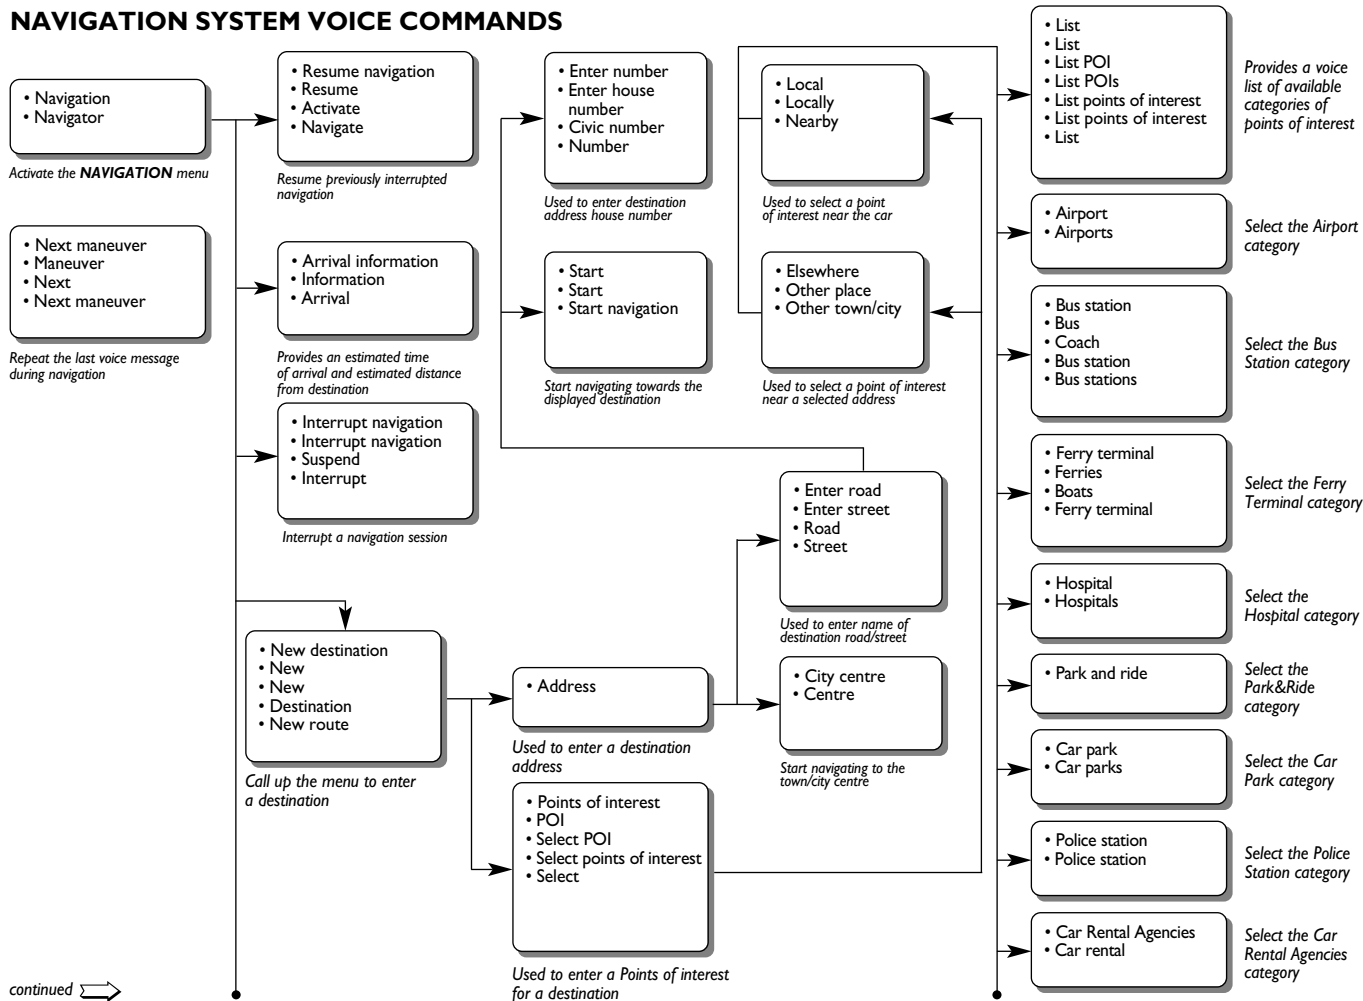 NAVIGATION SYSTEM VOICE COMMANDS
• Navigation
• Navigator
Activate the NAVIGATION menu
• Next maneuver
• Maneuver
• Next
• Next maneuver
Repeat the last voice message
during navigation
• Resume navigation
• Resume
• Activate
• Navigate
Resume previously interrupted
navigation
• Arrival information
• Information
• Arrival
Provides an estimated time
of arrival and estimated distance
from destination
• Interrupt navigation
• Interrupt navigation
• Suspend
• Interrupt
Interrupt a navigation session
• New destination
• New
• New
• Destination
• New route
Call up the menu to enter
a destination
• Enter number
• Enter house
number
• Civic number
• Number
Used to enter destination
address house number
• Start
• Start
• Start navigation
Start navigating towards the
displayed destination
• Address
Used to enter a destination
address
• Points of interest
• POI
• Select POI
• Select points of interest
• Select
Used to enter a Points of interest
for a destination
• Local
• Locally
• Nearby
Used to select a point
of interest near the car
• Elsewhere
• Other place
• Other town/city
Used to select a point of interest
near a selected address
• Enter road
• Enter street
• Road
• Street
Used to enter name of
destination road/street
• City centre
• Centre
Start navigating to the
town/city centre
• List
• List
• List POI
• List POIs
• List points of interest
• List points of interest
• List
Provides a voice
list of available
categories of
points of interest
• Airport
• Airports
Select the Airport
category
• Bus station
• Bus
• Coach
• Bus station
• Bus stations
Select the Bus
Station category
• Ferry terminal
• Ferries
• Boats
• Ferry terminal
Select the Ferry
Terminal category
• Hospital
• Hospitals
Select the
Hospital category
• Park and ride
Select the
Park&Ride
category
• Car park
• Car parks
Select the Car
Park category
• Police station
• Police station
Select the Police
Station category
• Car Rental Agencies
• Car rental
Select the Car
Rental Agencies
category
continued